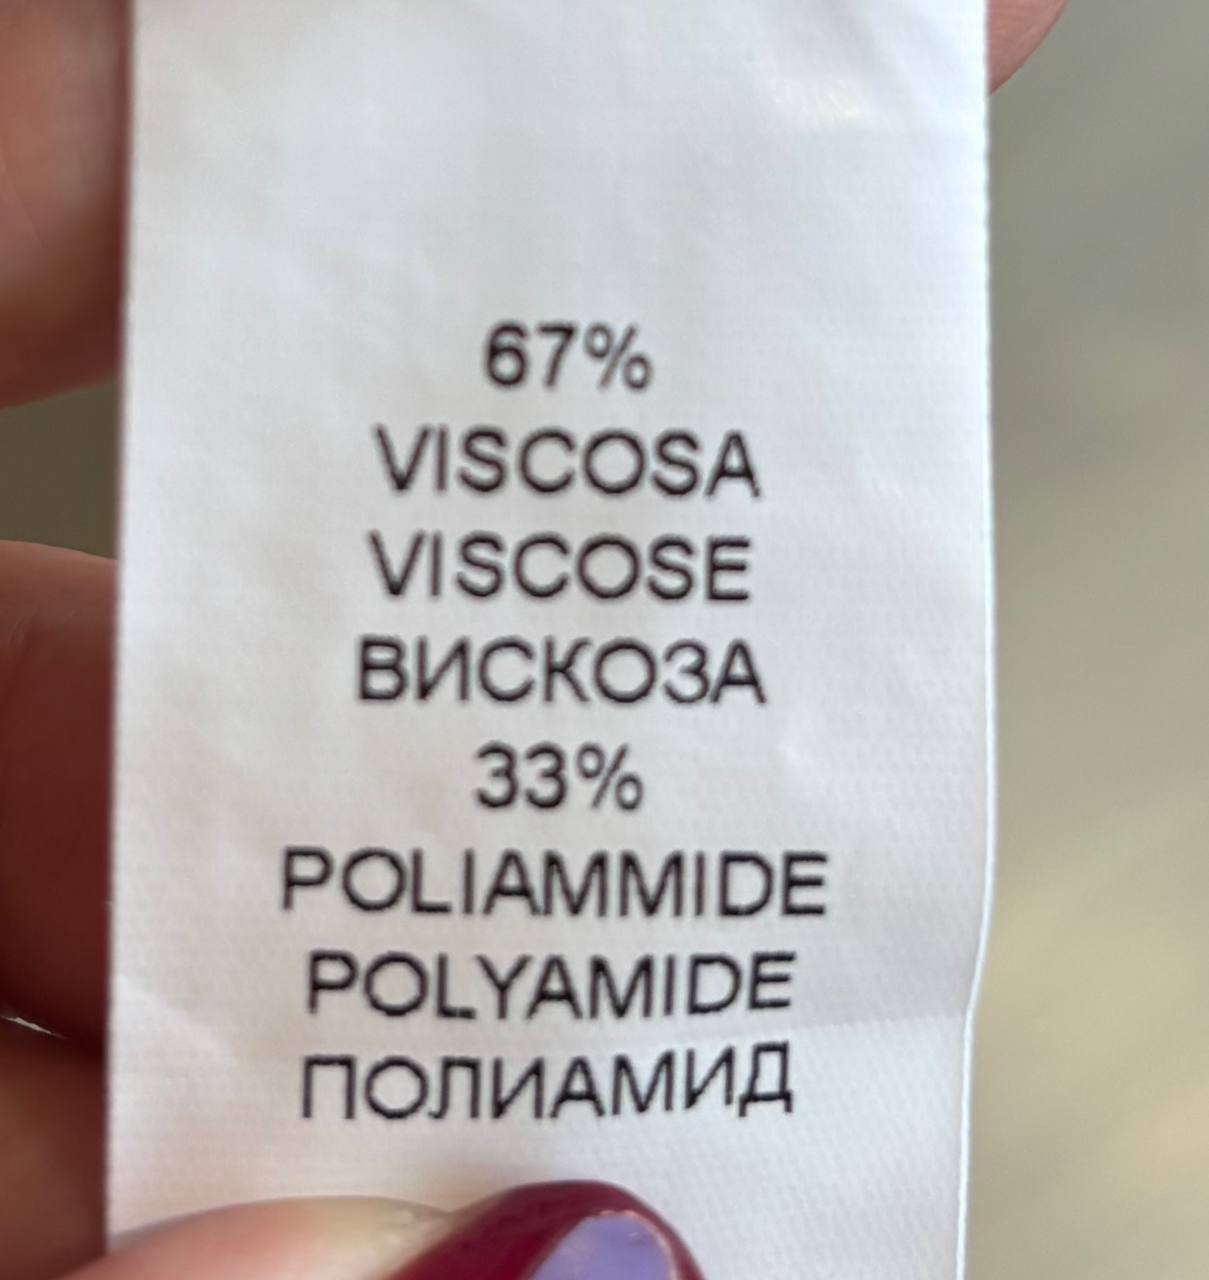 67%
VISCOSA
VISCOSE
ВИСКОЗА
33%
POLIAMMIDE
POLYAMIDE
ПОЛИАМИД